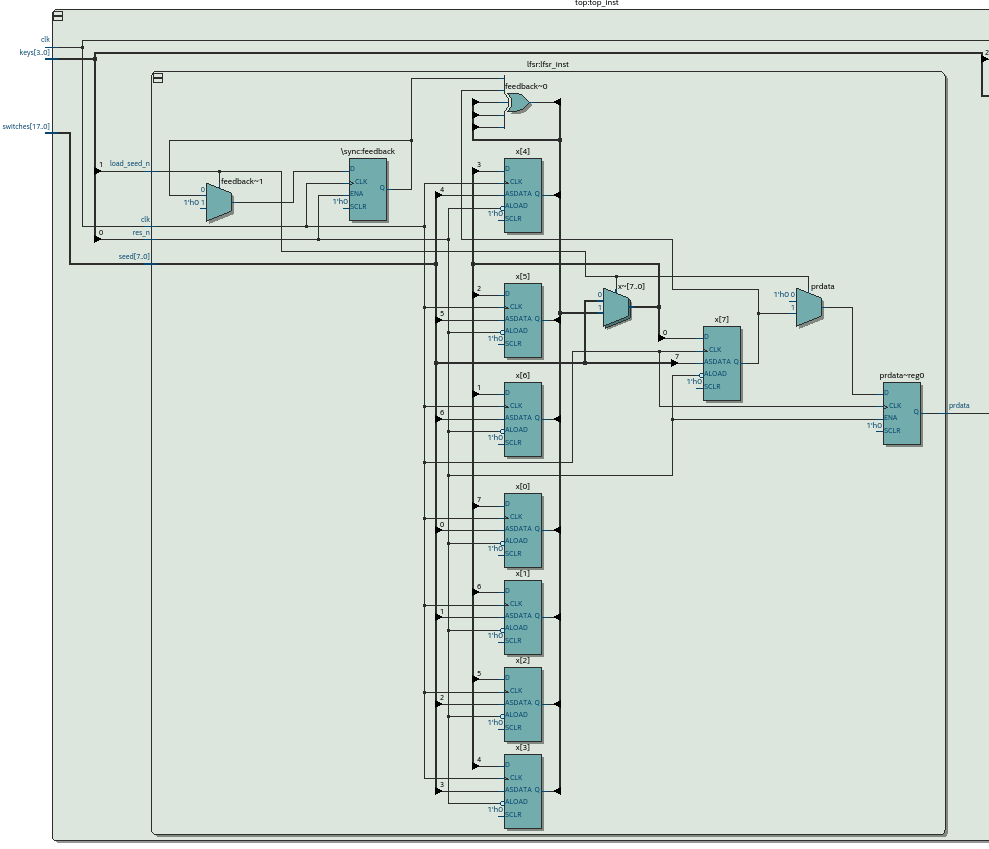 top:top_inst
clk
keys[3..0]
2
lfsr:lfsr_inst
feedback~0
switches[17..0]
\sync:feedback
x[4]
1
load_seed_n
D
CLK
ENA
SCLR
Q
1'h0
3
4
D
CLK
ASDATA Q
ALOAD
SCLR
1'h0
feedback~1
0
1'h0 1
clk
0
res_n
seed[7..0]
x[5]
2
5
D
CLK
ASDATA Q
ALOAD
SCLR
1'h0
x~[7..0]
0
1
prdata
1'h0 0
1
x[7]
0
7
D
CLK
ASDATA Q
ALOAD
SCLR
1'h0
x[6]
1
6
D
CLK
ASDATA Q
ALOAD
SCLR
1'h0
prdata~reg0
D
CLK
ENA
SCLR
Q
1'h0
prdata
x[0]
7
0
D
CLK
ASDATA Q
ALOAD
SCLR
1'h0
x[1]
6
1
D
CLK
ASDATA Q
ALOAD
SCLR
1'h0
x[2]
5
2
D
CLK
ASDATA Q
ALOAD
SCLR
1'h0
x[3]
4
3
D
CLK
ASDATA Q
ALOAD
SCLR
1'h0